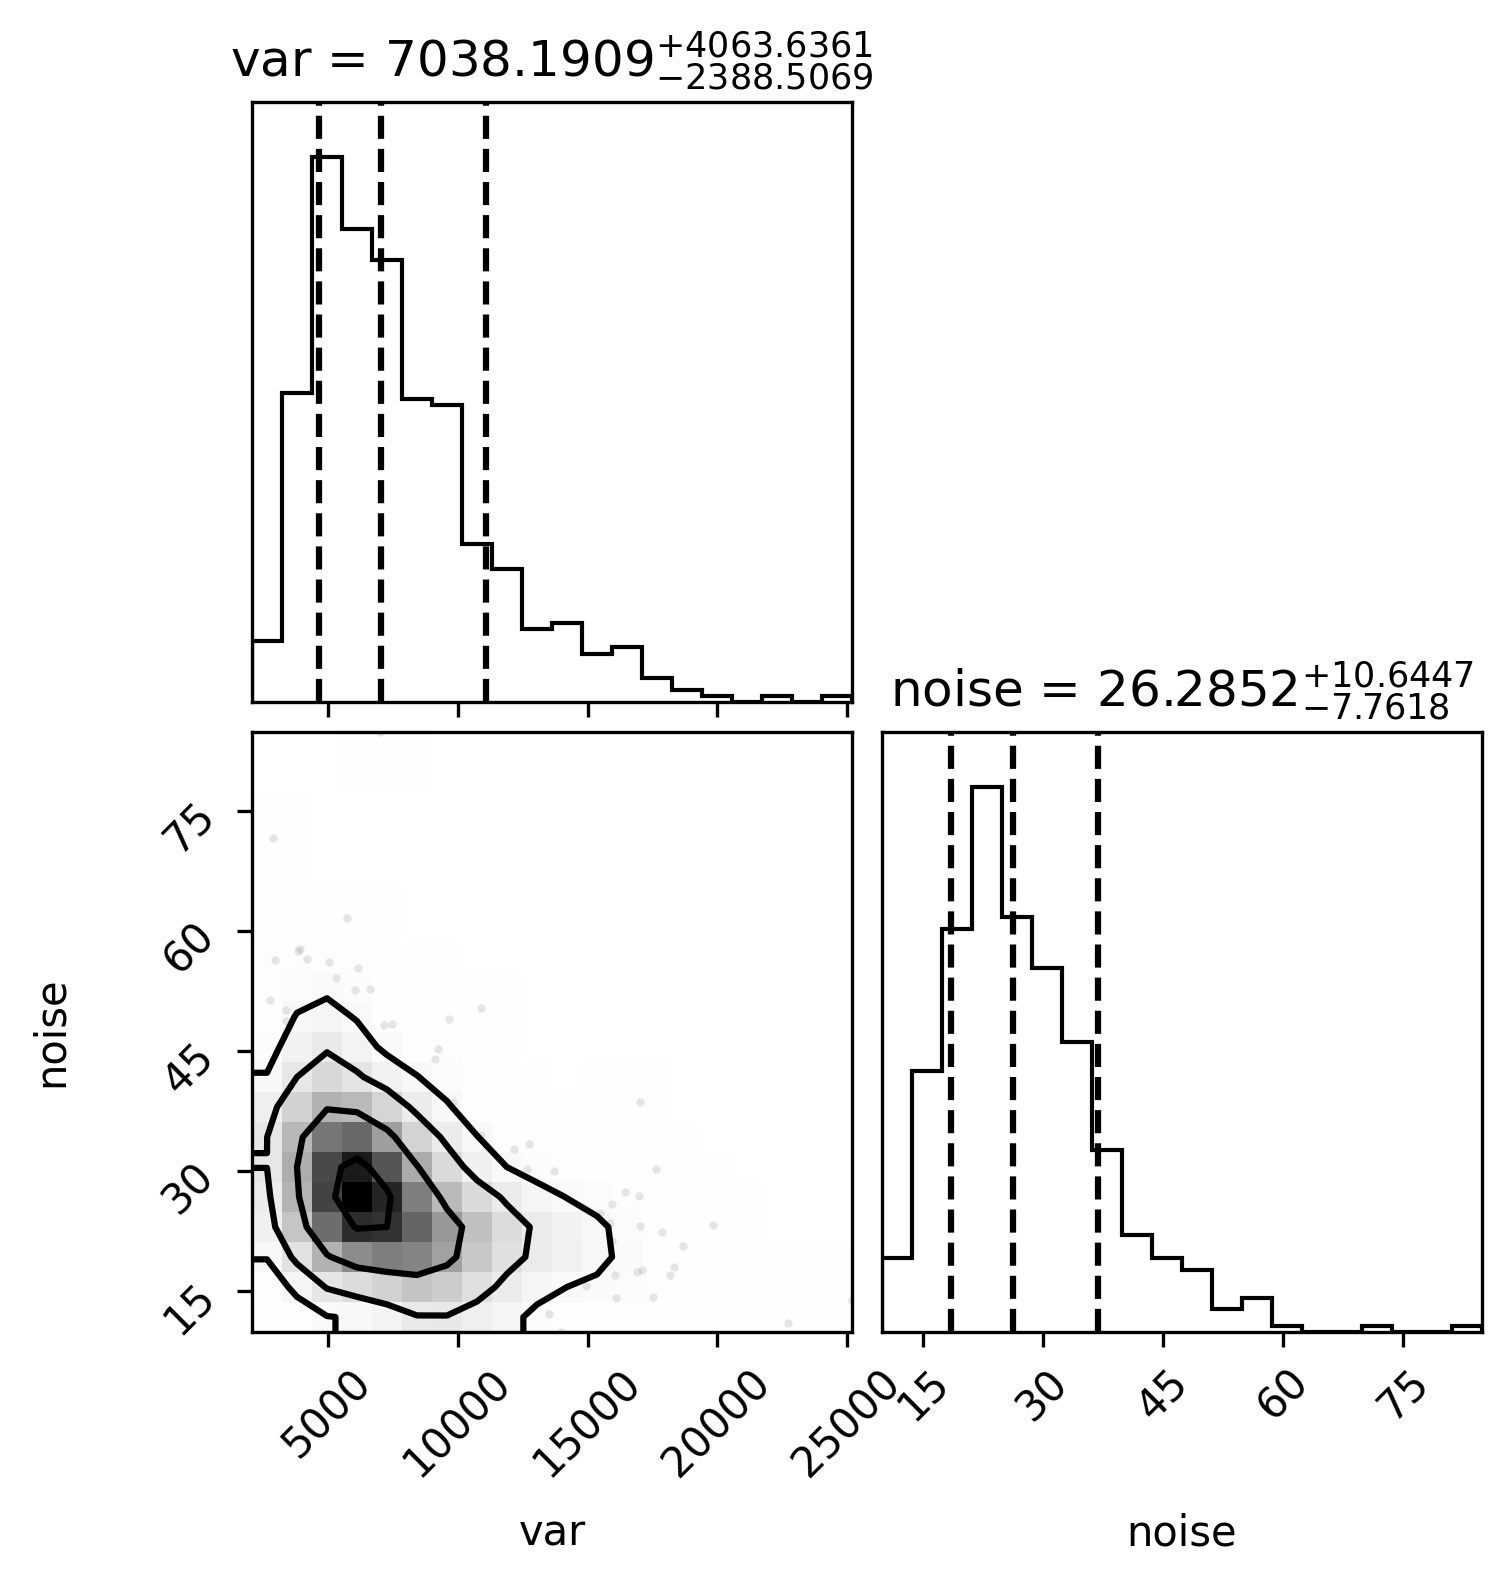 var = 7038.1909+4063.6361−2388.5069
noise = 26.2852+10.6447−7.7618
75
60
45
30
15
noise
5000 10000 15000 20000 25000
15 30 45 60 75
var
noise